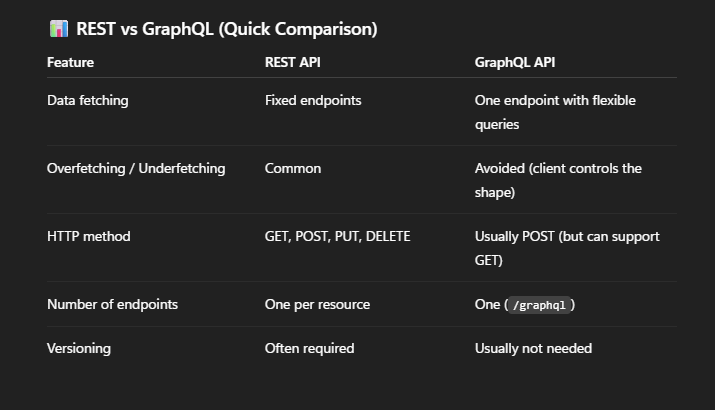 📊 REST vs GraphQL (Quick Comparison)
Feature REST API GraphQL API
Data fetching Fixed endpoints One endpoint with flexible
queries
Overfetching / Underfetching Common Avoided (client controls the
shape)
HTTP method GET, POST, PUT, DELETE Usually POST (but can support
GET)
Number of endpoints One per resource One (/graphql)
Versioning Often required Usually not needed